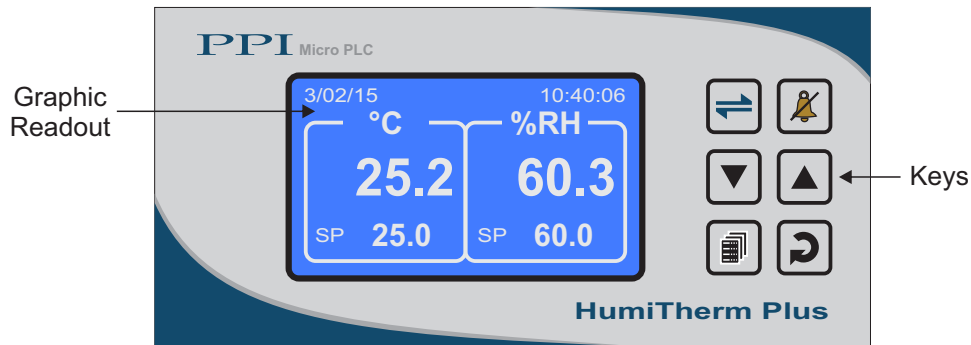 PPI Micro PLC
Graphic
Readout
3/02/15 10:40:06
°C %RH
25.2 60.3
SP 25.0 SP 60.0
Keys
HumiTherm Plus